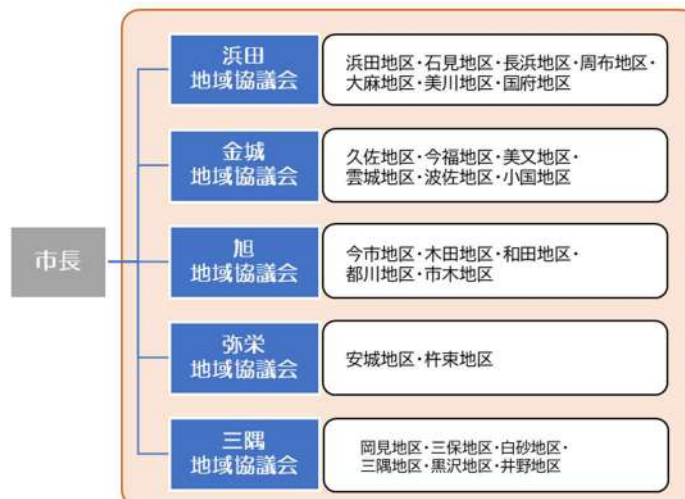 浜田
地域協議会
浜田地区・石見地区・長浜地区・周布地区・
大麻地区・美川地区・国府地区
金城
地域協議会
久佐地区・今福地区・美又地区・
雲城地区・波佐地区・小国地区
市長
旭
地域協議会
今市地区・木田地区・和田地区・
都川地区・市木地区
弥栄
地域協議会
安城地区・杵束地区
三隅
地域協議会
岡見地区・三保地区・白砂地区・
三隅地区・黒沢地区・井野地区